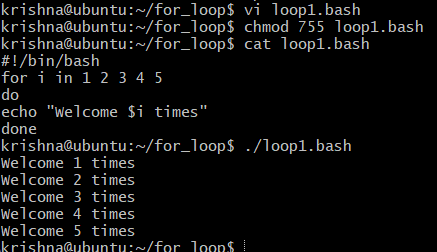 krishna@ubuntu:~/for_loop$ vi loop1.bash
krishna@ubuntu:~/for_loop$ chmod 755 loop1.bash
krishna@ubuntu:~/for_loop$ cat loop1.bash
#!/bin/bash
for i in 1 2 3 4 5
do
echo "Welcome $i times"
done
krishna@ubuntu:~/for_loop$ ./loop1.bash
Welcome 1 times
Welcome 2 times
Welcome 3 times
Welcome 4 times
Welcome 5 times
krishna@ubuntu:~/for_loop$